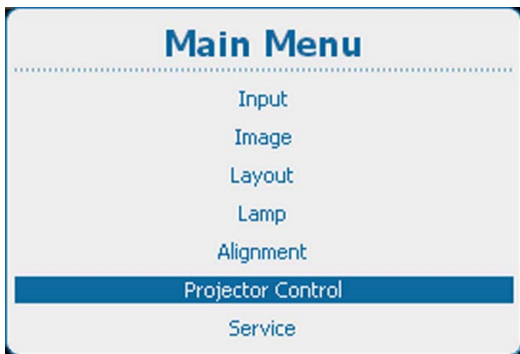 Main Menu
Input
Image
Layout
Lamp
Alignment
Projector Control
Service